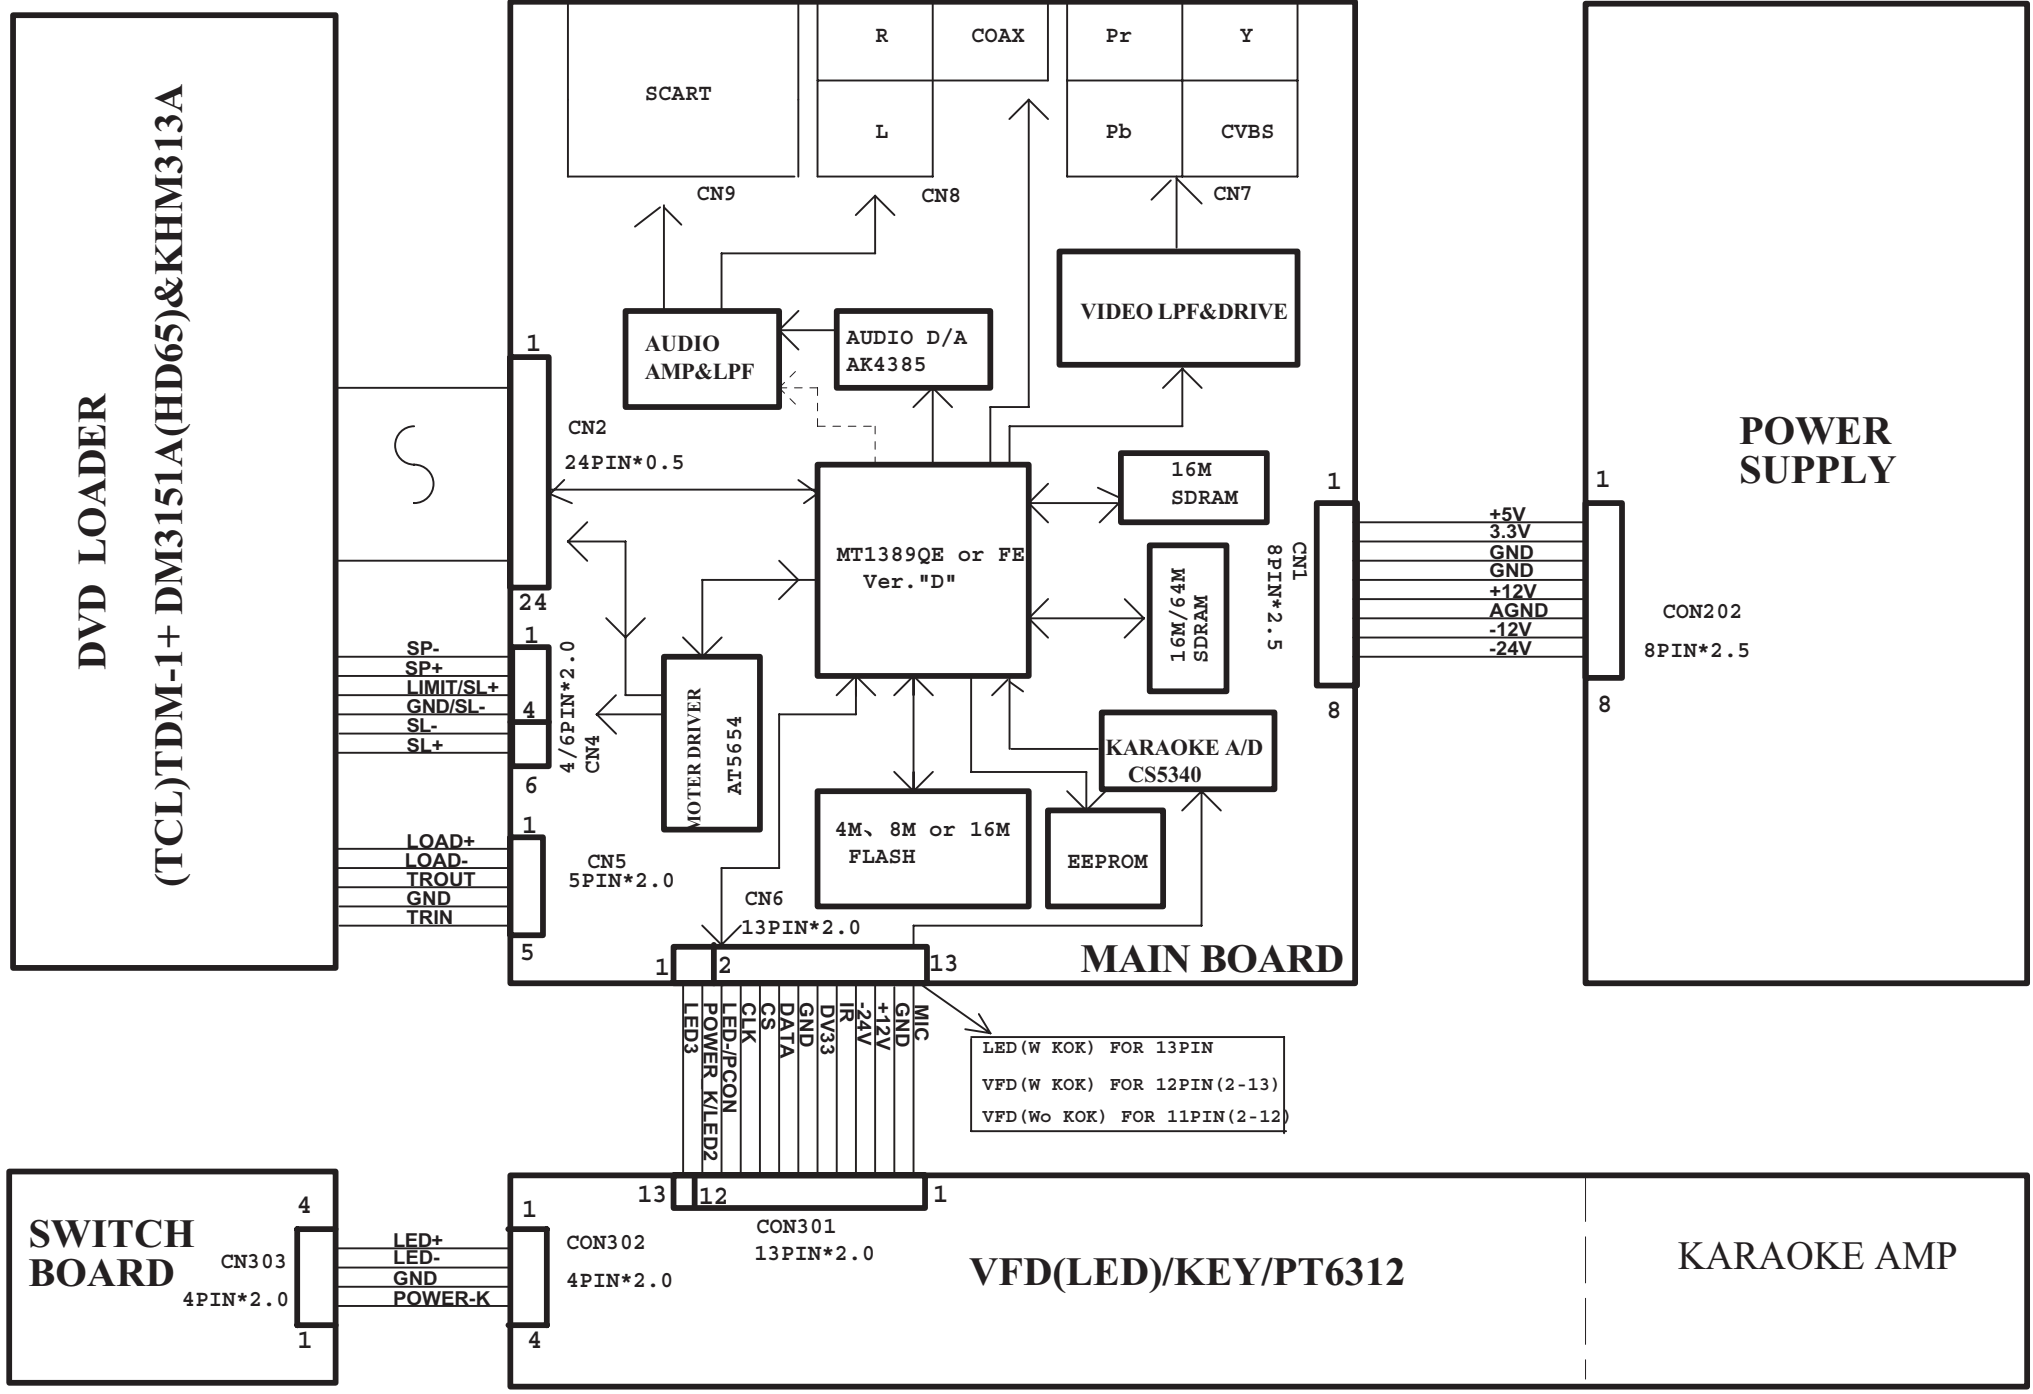 DVD LOADER
(TCL)TDM-1+ DM3151A(HD65)&KHM313A
SCART
R
COAX
L
Pr
Y
Pb
CVBS
CN9
CN8
CN7
AUDIO
AMP&LPF
AUDIO D/A
AK4385
VIDEO LPF&DRIVE
1
CN2
24PIN*0.5
24
MT1389QE or FE
Ver."D"
16M
SDRAM
16M/64M
SDRAM
1
CN1
8PIN*2.5
8
+5V
3.3V
GND
GND
+12V
AGND
-12V
-24V
POWER
SUPPLY
1
CON202
8PIN*2.5
8
SP-
SP+
LIMIT/SL+
GND/SL-
SL-
SL+
1
4
6
4/6PIN*2.0
CN4
MOTER DRIVER
AT5654
KARAOKE A/D
CS5340
4M、8M or 16M
FLASH
EEPROM
LOAD+
LOAD-
TROUT
GND
TRIN
1
5
CN5
5PIN*2.0
CN6
13PIN*2.0
1
2
13
MAIN BOARD
LED3
POWER K/LED2
LED-/PCON
CLK
CS
DATA
GND
DV33
IR
-24V
+12V
GND
MIC
LED(W KOK) FOR 13PIN
VFD(W KOK) FOR 12PIN(2-13)
VFD(Wo KOK) FOR 11PIN(2-12)
13
12
1
CON301
13PIN*2.0
SWITCH
BOARD
4
CN303
4PIN*2.0
1
LED+
LED-
GND
POWER-K
1
CON302
4PIN*2.0
4
VFD(LED)/KEY/PT6312
KARAOKE AMP